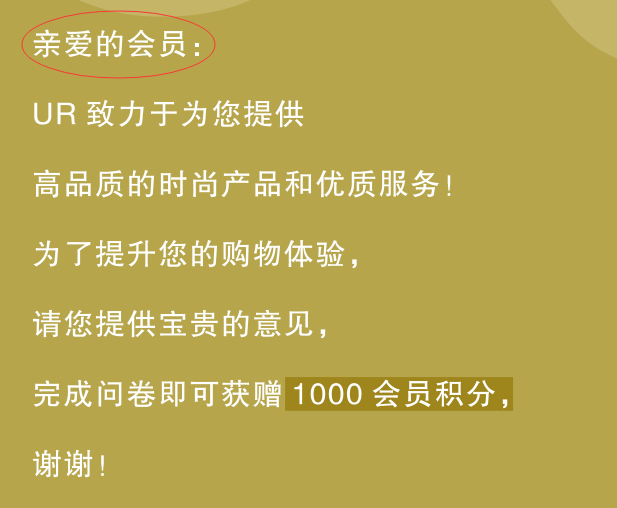 亲爱的会员：
UR 致力于为您提供
高品质的时尚产品和优质服务！
为了提升您的购物体验，
请您提供宝贵的意见，
完成问卷即可获赠 1000 会员积分，
谢谢！